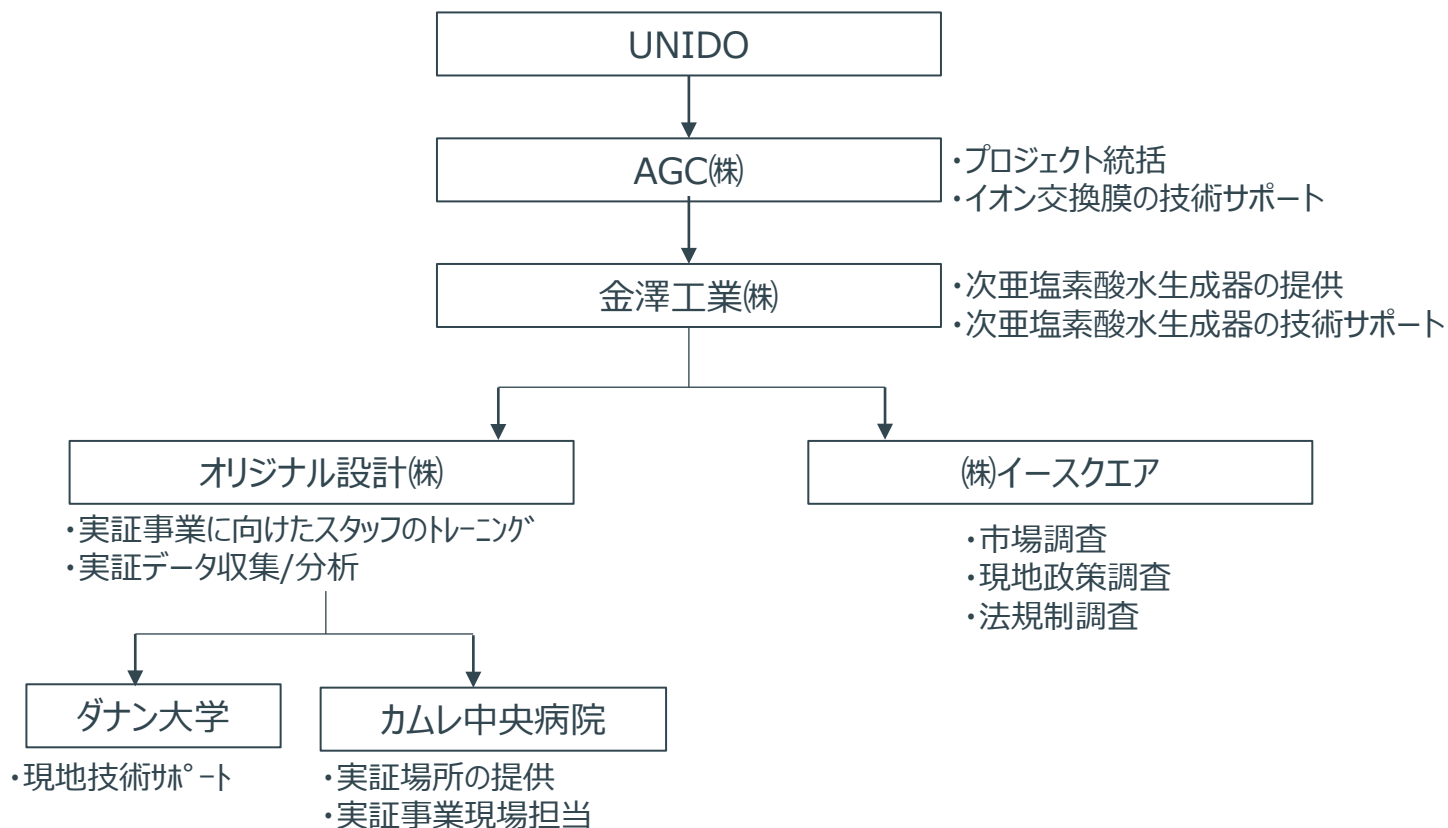 UNIDO
AGC㈱
・プロジェクト統括
・イオン交換膜の技術サポート
金澤工業㈱
・次亜塩素酸水生成器の提供
・次亜塩素酸水生成器の技術サポート
オリジナル設計㈱
・実証事業に向けたスタッフのﾄﾚｰﾆﾝｸﾞ
・実証データ収集/分析
㈱イースクエア
・市場調査
・現地政策調査
・法規制調査
ダナン大学
・現地技術ｻﾎﾟｰﾄ
カムレ中央病院
・実証場所の提供
・実証事業現場担当